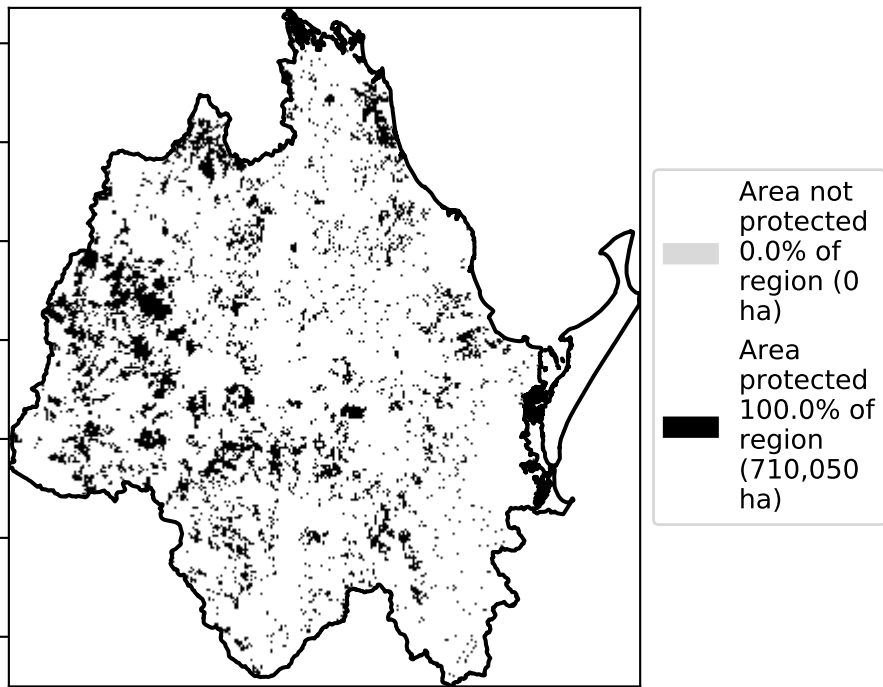 Area not
protected
0.0% of
region (0
ha)
Area
protected
100.0% of
region
(710,050
ha)